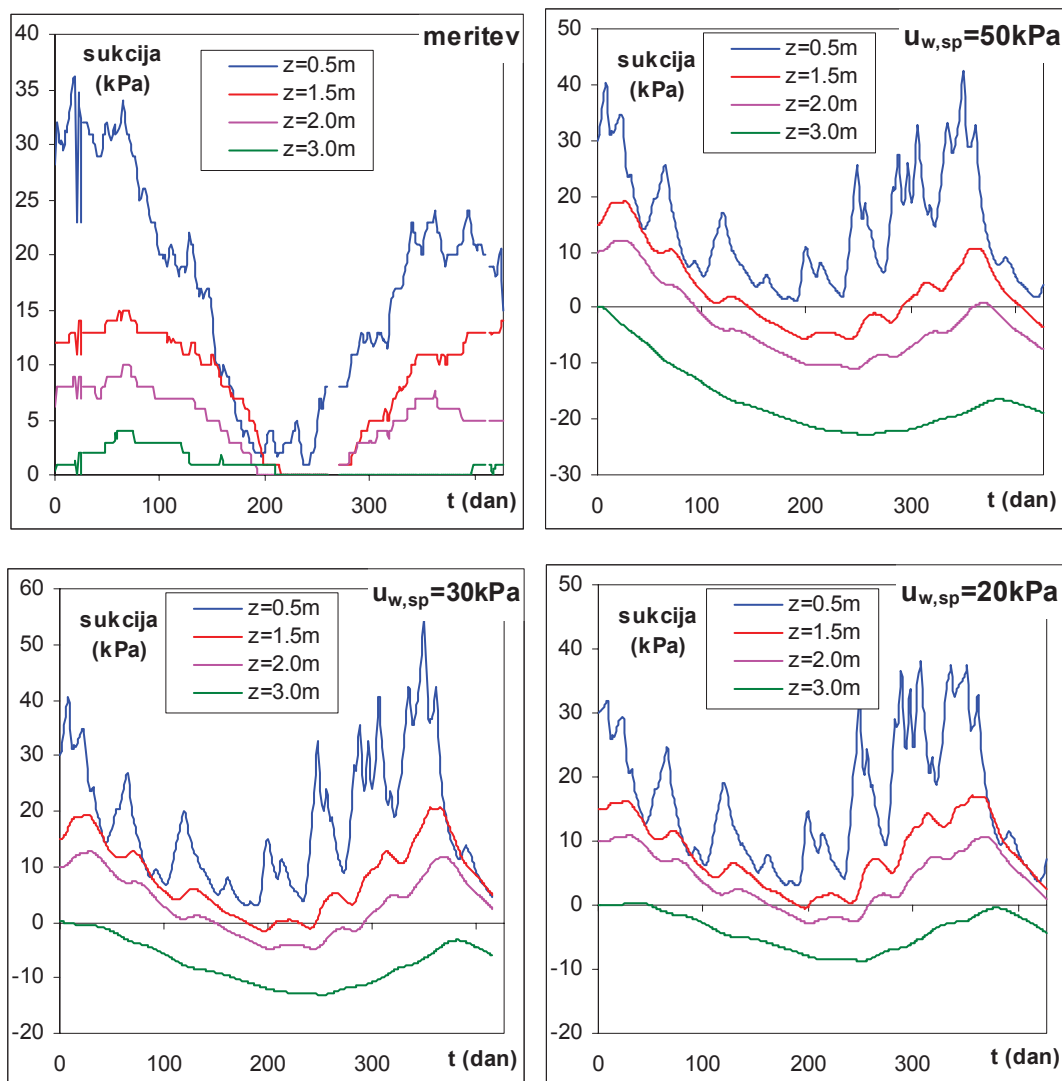 meritev
sukcija
(kPa)
z=0.5m
z=1.5m
z=2.0m
z=3.0m
40
35
30
25
20
15
10
5
0
0 100 200 300
t (dan)
u_w,sp=50kPa
sukcija
(kPa)
z=0.5m
z=1.5m
z=2.0m
z=3.0m
50
40
30
20
10
0
-10
-20
-30
0 100 200 300
t (dan)
u_w,sp=30kPa
sukcija
(kPa)
z=0.5m
z=1.5m
z=2.0m
z=3.0m
60
50
40
30
20
10
0
-10
-20
0 100 200 300
t (dan)
u_w,sp=20kPa
sukcija
(kPa)
z=0.5m
z=1.5m
z=2.0m
z=3.0m
50
40
30
20
10
0
-10
-20
0 100 200 300
t (dan)